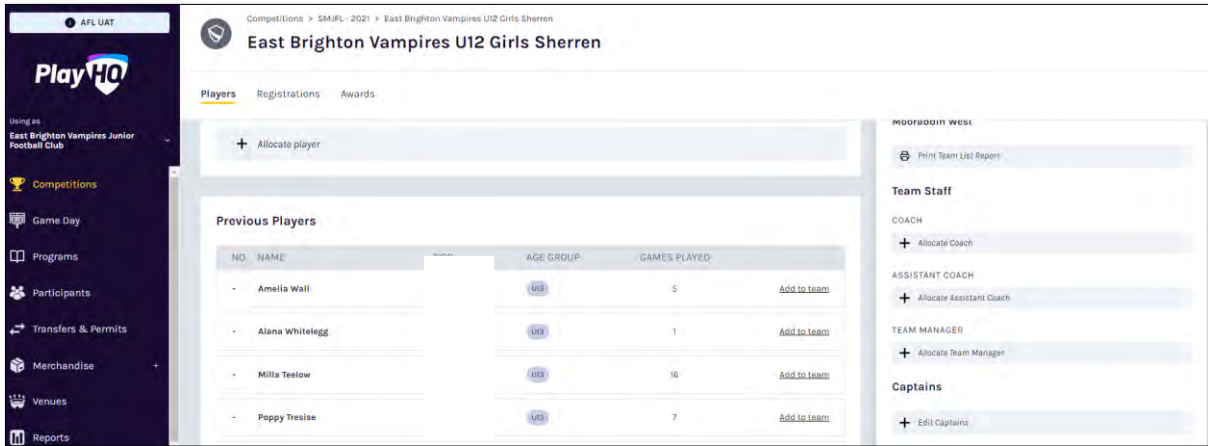 AFL UAT
PlayHQ
Using as
East Brighton Vampires Junior
Football Club
Competitions
Game Day
Programs
Participants
Transfers & Permits
Merchandise +
Venues
Reports
Competitions > SMJFL - 2021 > East Brighton Vampires U12 Girls Sherren
East Brighton Vampires U12 Girls Sherren
Players Registrations Awards
+ Allocate player
Previous Players
NO. NAME DOB AGE GROUP GAMES PLAYED
- Amelia Wall U13 5 Add to team
- Alana Whitelegg U13 1 Add to team
- Milla Teelow U13 16 Add to team
- Poppy Tresise U13 7 Add to team
Moorabbin West
Print Team List Report
Team Staff
COACH
+ Allocate Coach
ASSISTANT COACH
+ Allocate Assistant Coach
TEAM MANAGER
+ Allocate Team Manager
Captains
+ Edit Captains